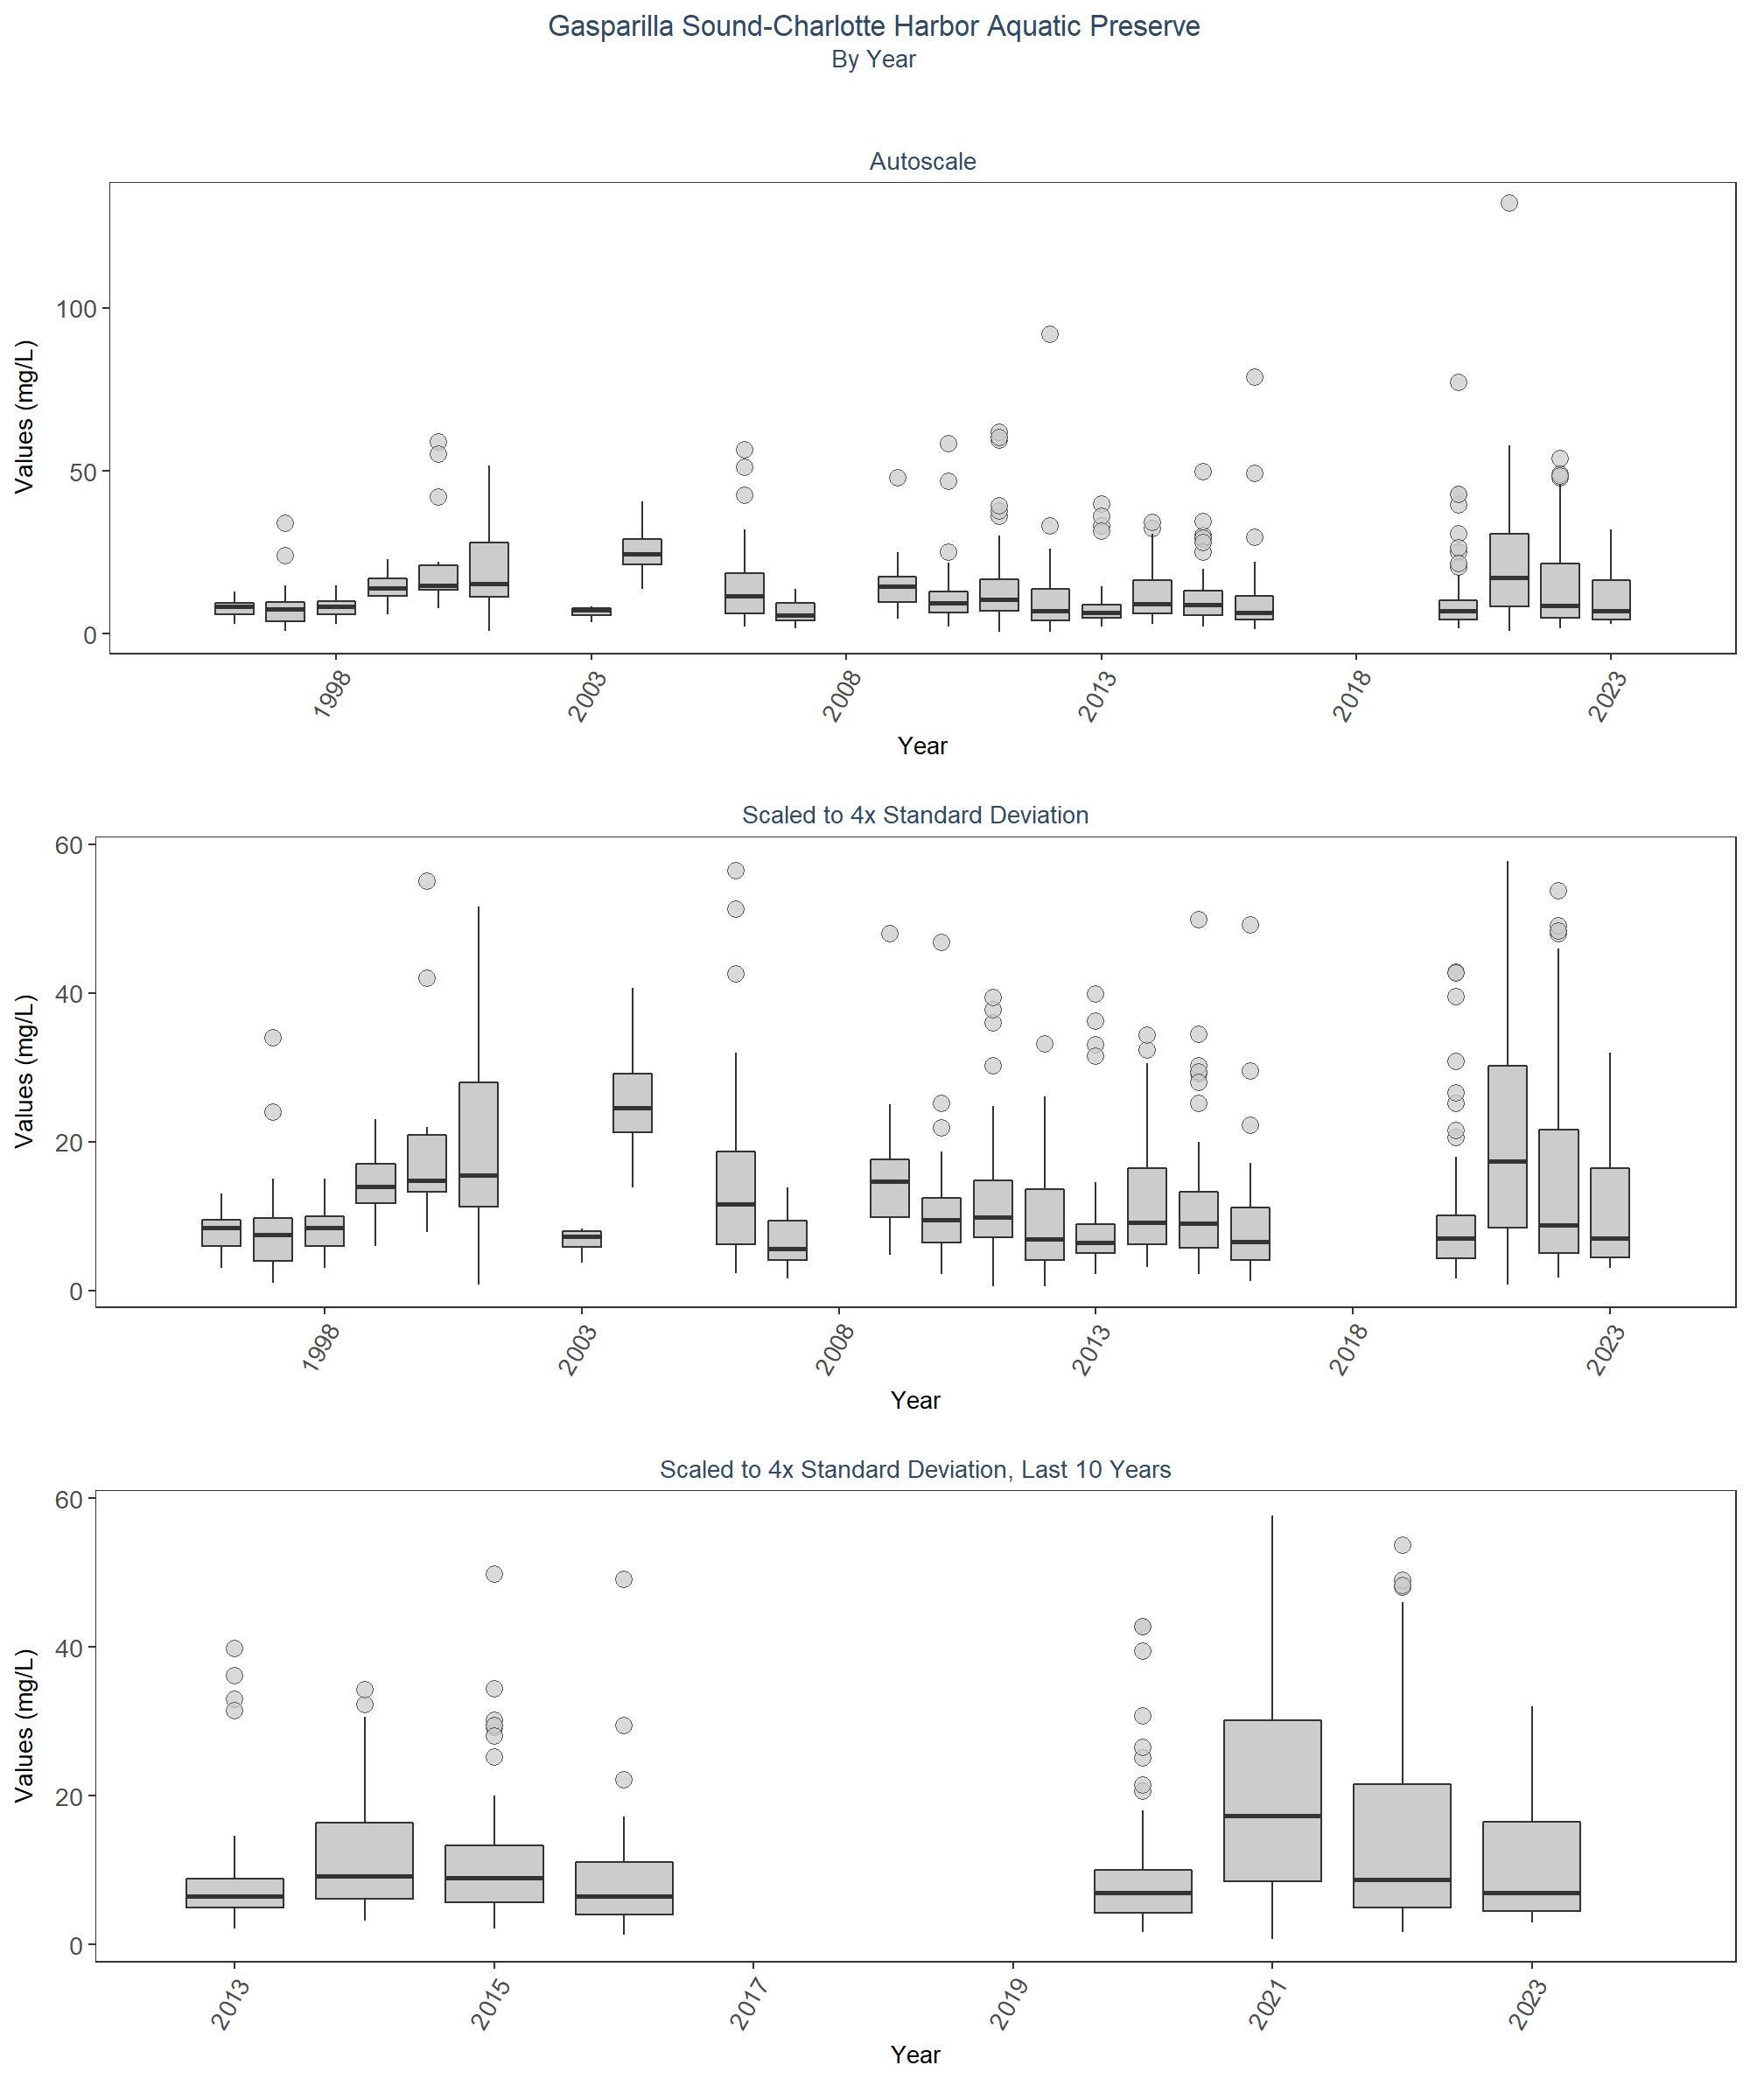 Gasparilla Sound-Charlotte Harbor Aquatic Preserve
By Year
Autoscale
Values (mg/L)
100
50
0
1998
2003
2008
2013
2018
2023
Year
Scaled to 4x Standard Deviation
Values (mg/L)
60
40
20
0
1998
2003
2008
2013
2018
2023
Year
Scaled to 4x Standard Deviation, Last 10 Years
Values (mg/L)
60
40
20
0
2013
2015
2017
2019
2021
2023
Year